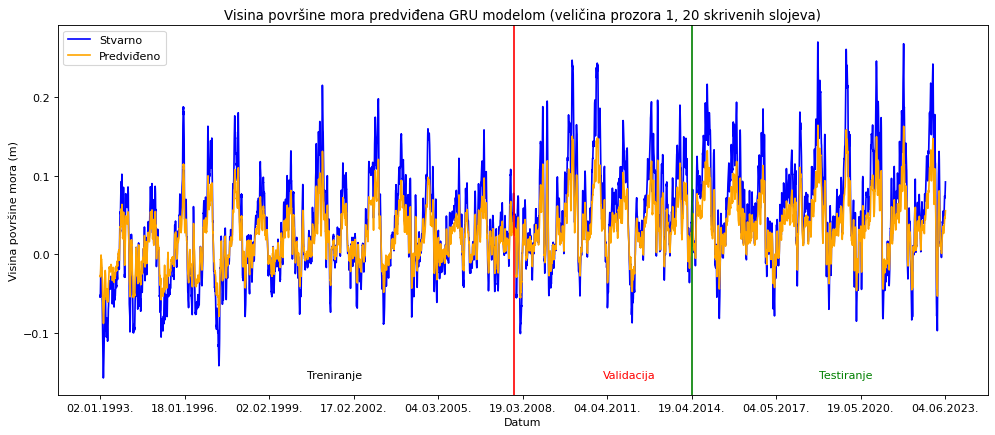 Visina površine mora predviđena GRU modelom (veličina prozora 1, 20 skrivenih slojeva)
Stvarno
Predviđeno
Visina površine mora (m)
0.2
0.1
0.0
−0.1
Treniranje
Validacija
Testiranje
02.01.1993.
18.01.1996.
02.02.1999.
17.02.2002.
04.03.2005.
19.03.2008.
04.04.2011.
19.04.2014.
04.05.2017.
19.05.2020.
04.06.2023.
Datum